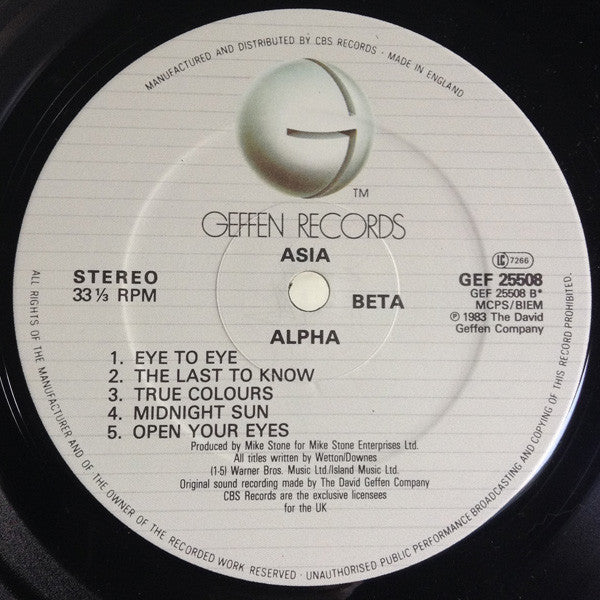 MANUFACTURED AND DISTRIBUTED BY CBS RECORDS · MADE IN ENGLAND
TM
GEFFEN RECORDS
ASIA
STEREO
33 ⅓ RPM
LC 7266
GEF 25508
GEF 25508 B*
MCPS/BIEM
℗ 1983 The David
Geffen Company
BETA
ALPHA
1. EYE TO EYE
2. THE LAST TO KNOW
3. TRUE COLOURS
4. MIDNIGHT SUN
5. OPEN YOUR EYES
Produced by Mike Stone for Mike Stone Enterprises Ltd.
All titles written by Wetton/Downes
(1-5) Warner Bros. Music Ltd./Island Music Ltd.
Original sound recording made by The David Geffen Company
CBS Records are the exclusive licensees
for the UK
ALL RIGHTS OF THE MANUFACTURER AND OF THE OWNER OF THE RECORDED WORK RESERVED · UNAUTHORISED PUBLIC PERFORMANCE BROADCASTING AND COPYING OF THIS RECORD PROHIBITED.